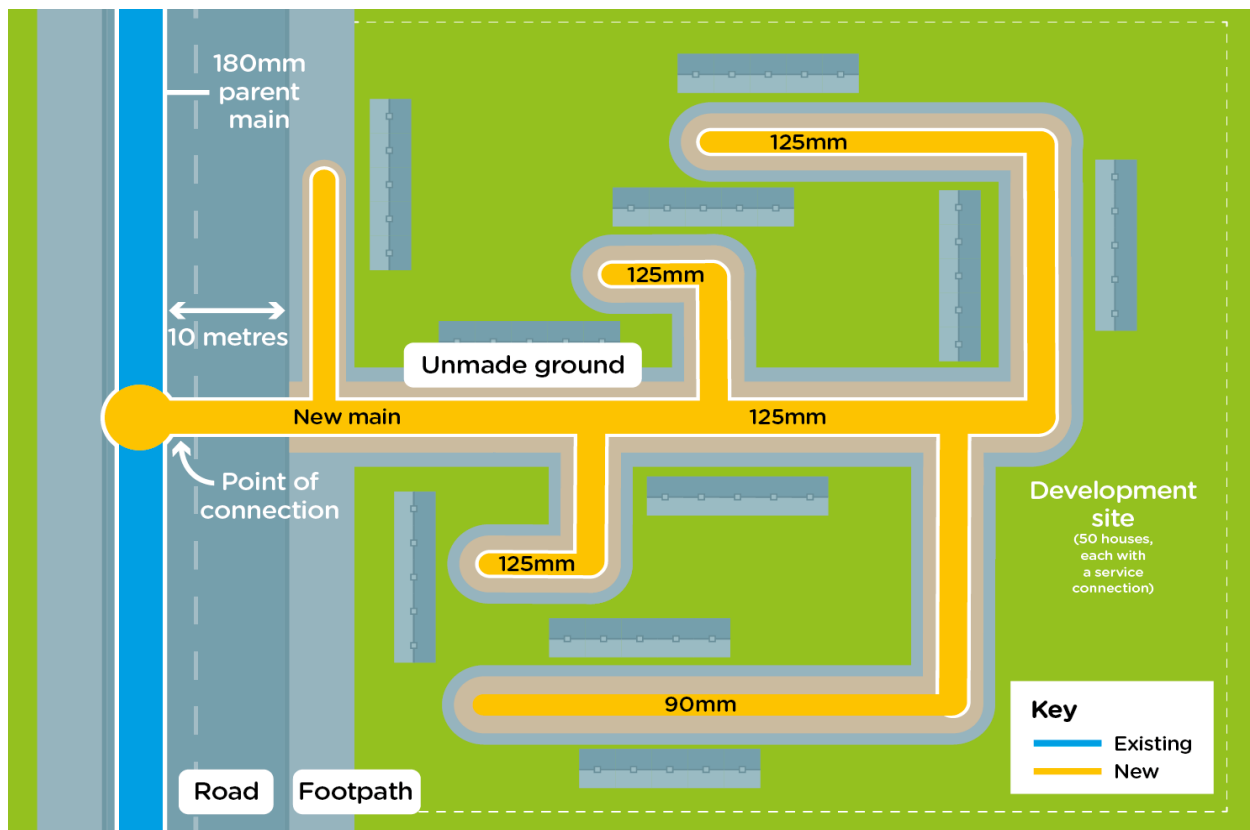 180mm
parent
main
125mm
125mm
10 metres
Unmade ground
New main
125mm
Point of
connection
Development
site
(50 houses,
each with
a service
connection)
125mm
90mm
Key
Existing
New
Road
Footpath